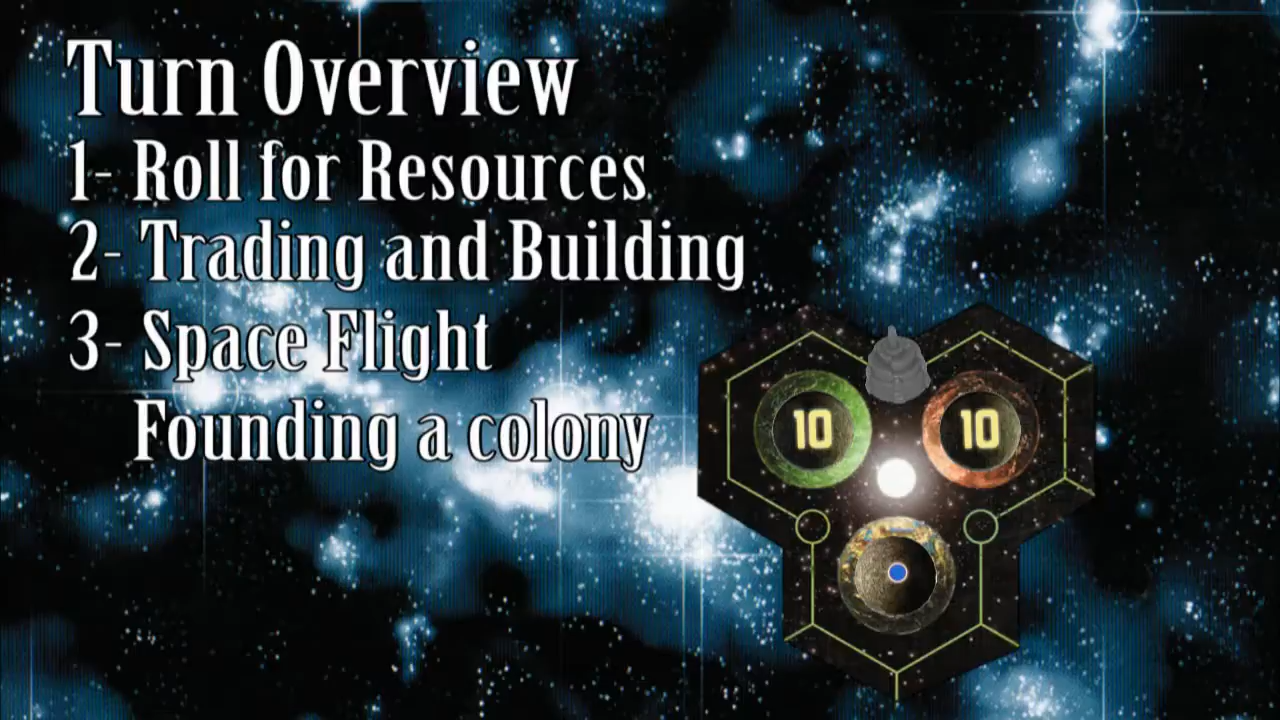 Turn Overview
1- Roll for Resources
2- Trading and Building
3- Space Flight
Founding a colony
10 10